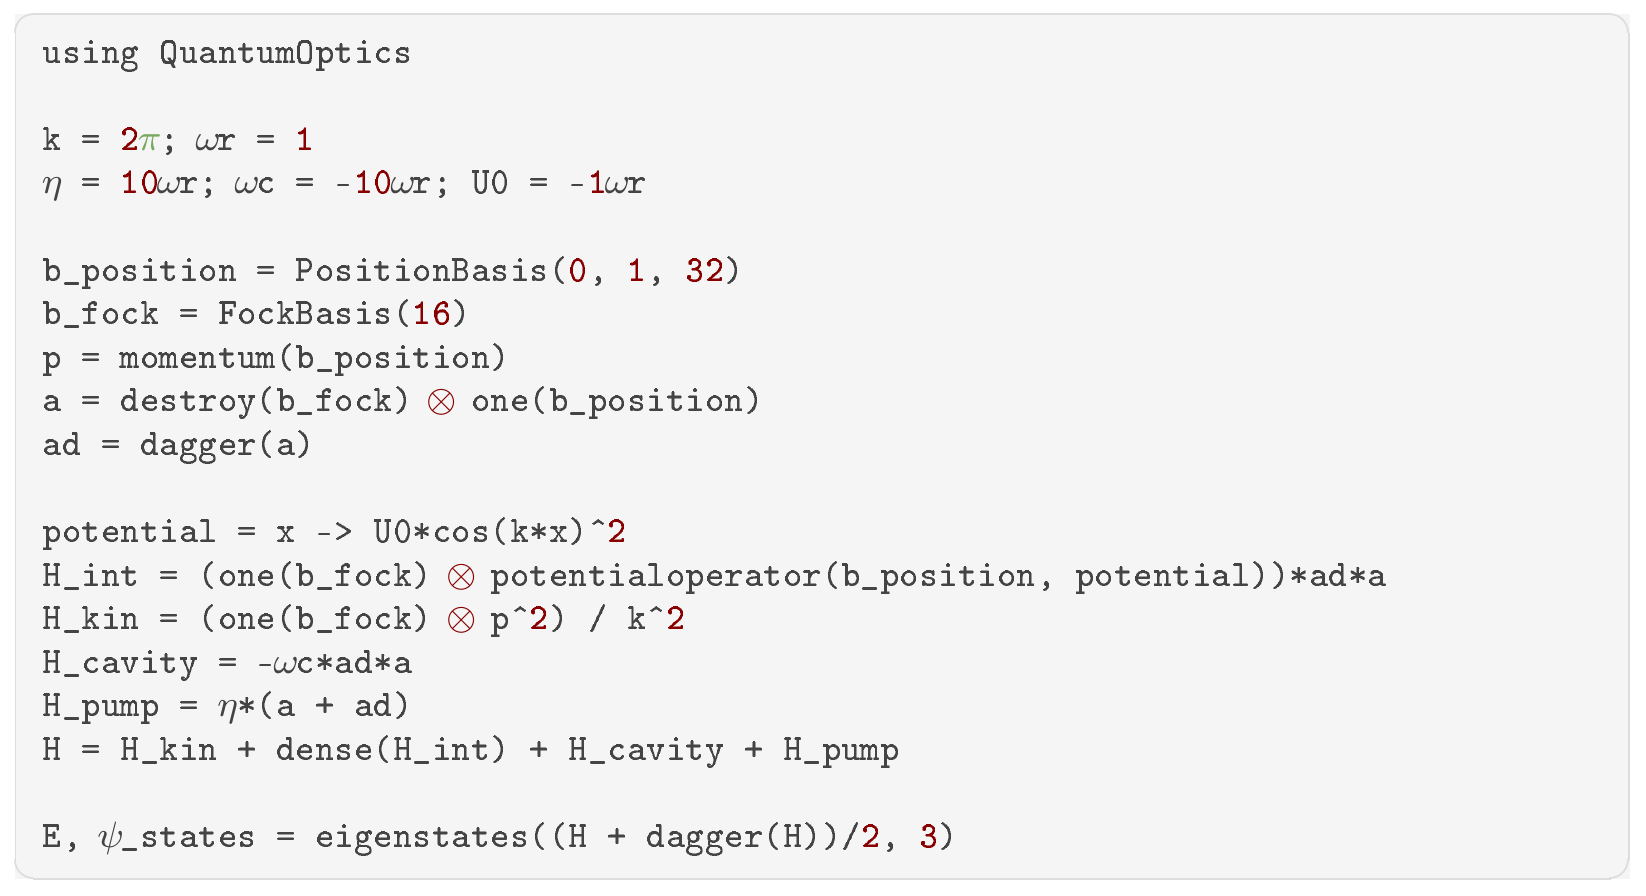 using QuantumOptics
k = 2π; ωr = 1
η = 10ωr; ωc = -10ωr; U0 = -1ωr
b_position = PositionBasis(0, 1, 32)
b_fock = FockBasis(16)
p = momentum(b_position)
a = destroy(b_fock) ⊗ one(b_position)
ad = dagger(a)
potential = x -> U0*cos(k*x)^2
H_int = (one(b_fock) ⊗ potentialoperator(b_position, potential))*ad*a
H_kin = (one(b_fock) ⊗ p^2) / k^2
H_cavity = -ωc*ad*a
H_pump = η*(a + ad)
H = H_kin + dense(H_int) + H_cavity + H_pump
E, ψ_states = eigenstates((H + dagger(H))/2, 3)